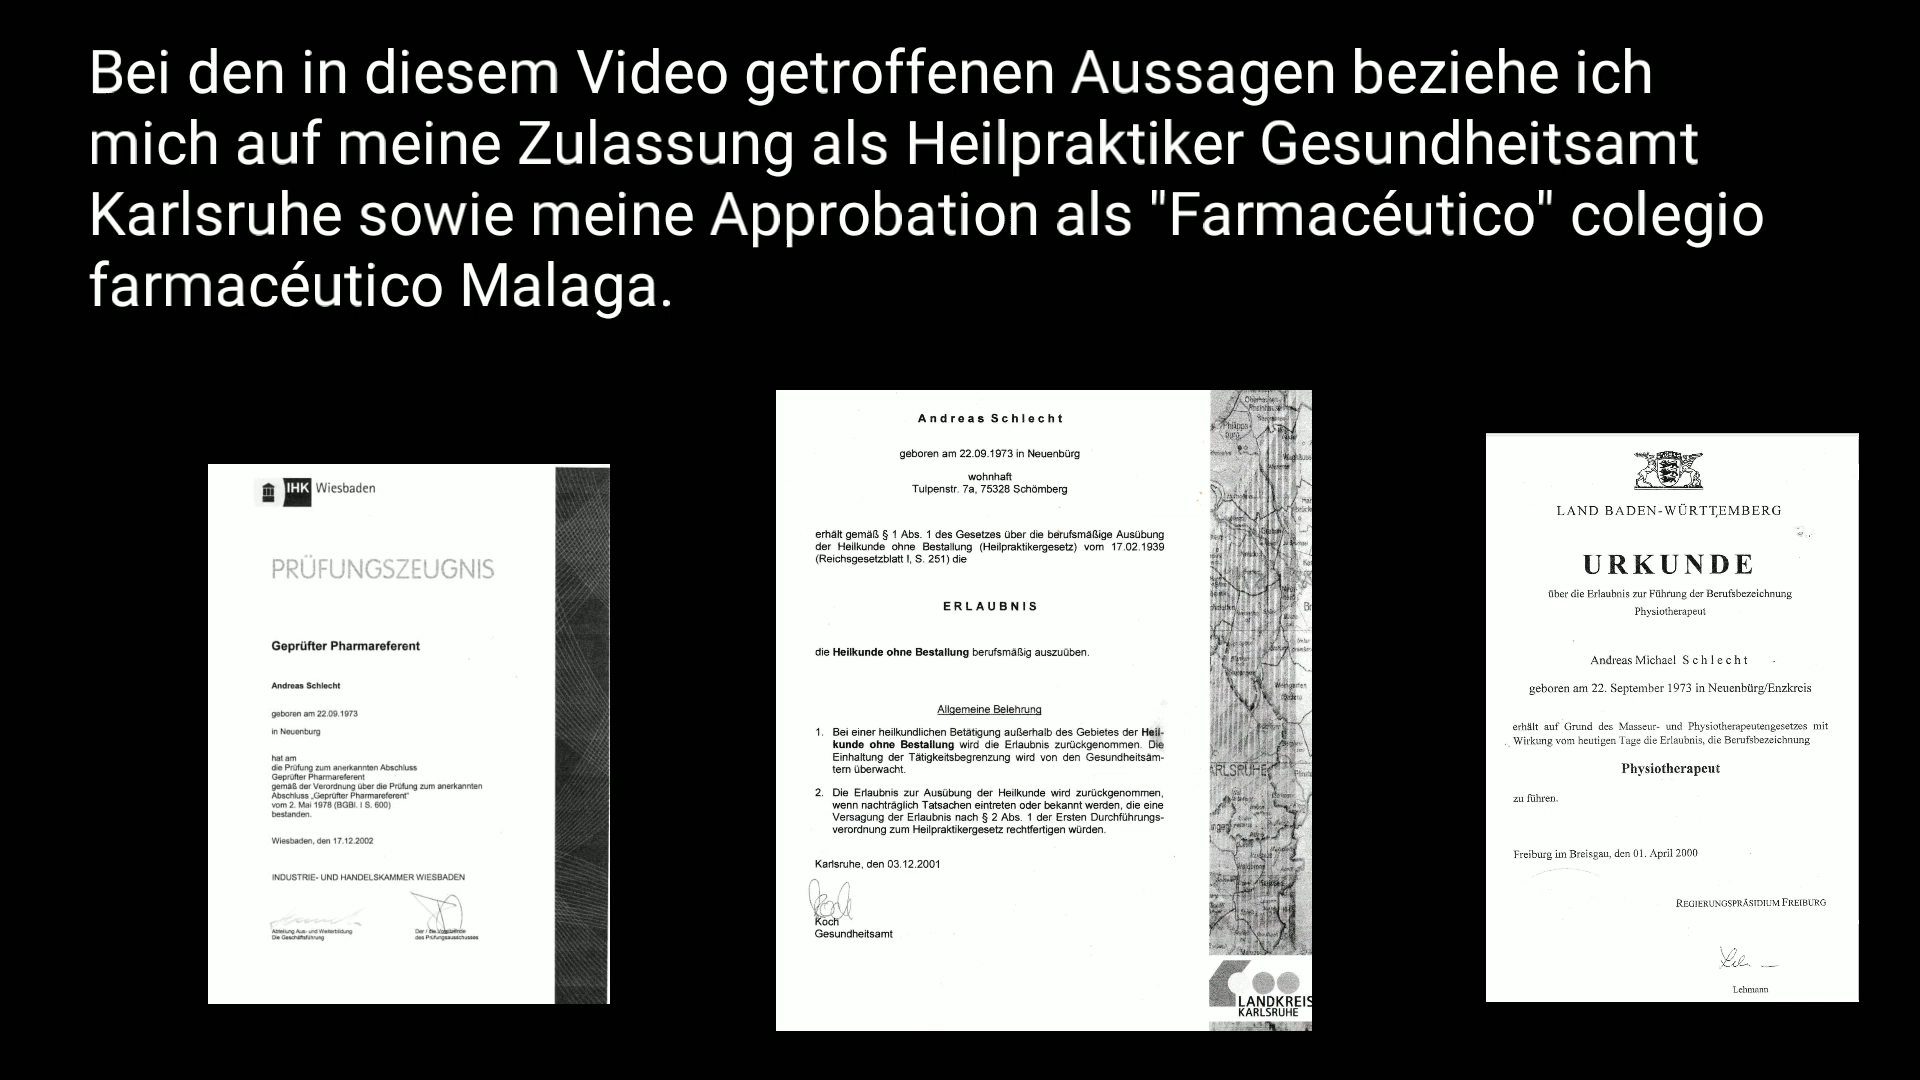 Bei den in diesem Video getroffenen Aussagen beziehe ich
mich auf meine Zulassung als Heilpraktiker Gesundheitsamt
Karlsruhe sowie meine Approbation als "Farmacéutico" colegio
farmacéutico Malaga.
IHK Wiesbaden
PRÜFUNGSZEUGNIS
Geprüfter Pharmareferent
Andreas Schlecht
geboren am 22.09.1973
in Neuenburg
hat am
die Prüfung zum anerkannten Abschluss
Geprüfter Pharmareferent
gemäß der Verordnung über die Prüfung zum anerkannten
Abschluss „Geprüfter Pharmareferent"
vom 2. Mai 1978 (BGBl. I S. 600)
bestanden.
Wiesbaden, den 17.12.2002
INDUSTRIE- UND HANDELSKAMMER WIESBADEN
Abteilung Aus- und Weiterbildung
Die Geschäftsführung
Der / die Vorsitzende
des Prüfungsausschusses
Andreas Schlecht
geboren am 22.09.1973 in Neuenbürg
wohnhaft
Tulpenstr. 7a, 75328 Schömberg
erhält gemäß § 1 Abs. 1 des Gesetzes über die berufsmäßige Ausübung
der Heilkunde ohne Bestallung (Heilpraktikergesetz) vom 17.02.1939
(Reichsgesetzblatt I, S. 251) die
ERLAUBNIS
die Heilkunde ohne Bestallung berufsmäßig auszuüben.
Allgemeine Belehrung
1. Bei einer heilkundlichen Betätigung außerhalb des Gebietes der Heil-
kunde ohne Bestallung wird die Erlaubnis zurückgenommen. Die
Einhaltung der Tätigkeitsbegrenzung wird von den Gesundheitsäm-
tern überwacht.
2. Die Erlaubnis zur Ausübung der Heilkunde wird zurückgenommen,
wenn nachträglich Tatsachen eintreten oder bekannt werden, die eine
Versagung der Erlaubnis nach § 2 Abs. 1 der Ersten Durchführungs-
verordnung zum Heilpraktikergesetz rechtfertigen würden.
Karlsruhe, den 03.12.2001
Koch
Gesundheitsamt
LANDKREIS
KARLSRUHE
LAND BADEN-WÜRTTEMBERG
URKUNDE
über die Erlaubnis zur Führung der Berufsbezeichnung
Physiotherapeut
Andreas Michael Schlecht
geboren am 22. September 1973 in Neuenbürg/Enzkreis
erhält auf Grund des Masseur- und Physiotherapeutengesetzes mit
Wirkung vom heutigen Tage die Erlaubnis, die Berufsbezeichnung
Physiotherapeut
zu führen.
Freiburg im Breisgau, den 01. April 2000
REGIERUNGSPRÄSIDIUM FREIBURG
Lehmann